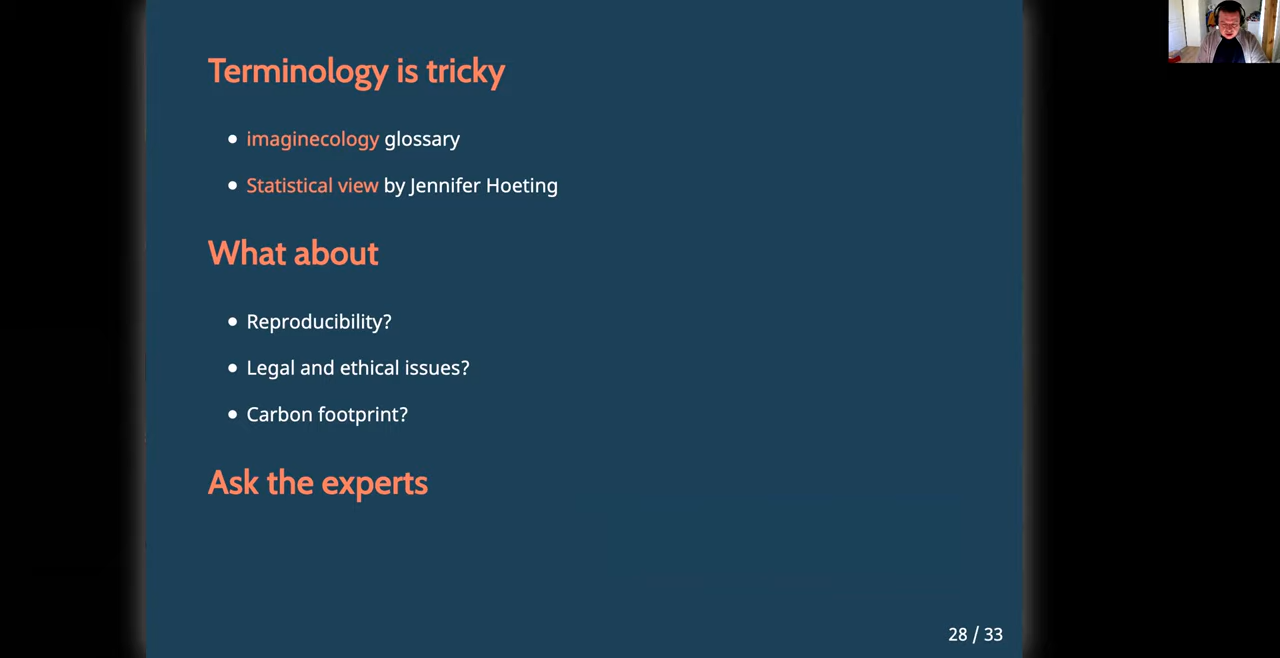 Terminology is tricky
imaginecology glossary
Statistical view by Jennifer Hoeting
What about
Reproducibility?
Legal and ethical issues?
Carbon footprint?
Ask the experts
28 / 33